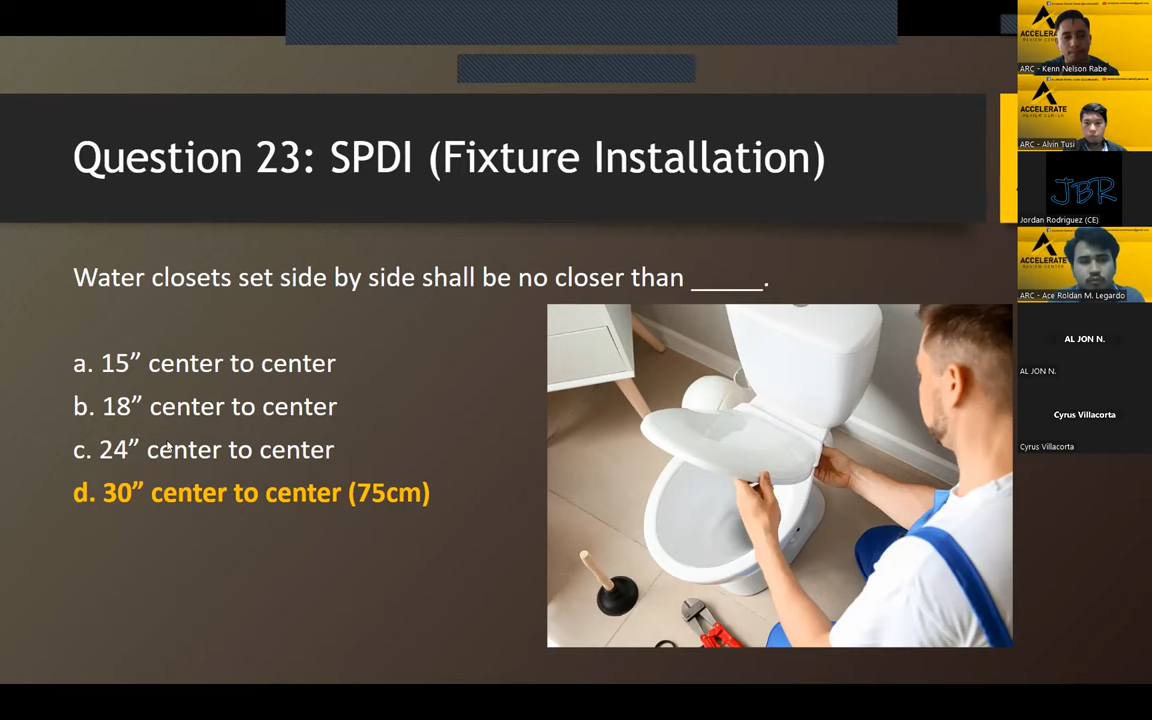 Question 23: SPDI (Fixture Installation)
Water closets set side by side shall be no closer than _____.
a. 15” center to center
b. 18” center to center
c. 24” center to center
d. 30” center to center (75cm)
ACCELERATE
ARC - Kenn Nelson Rabe
ACCELERATE
ARC - Alvin Tusi
JBR
Jordan Rodriguez (CE)
ACCELERATE
REVIEW CENTER
ARC - Ace Roldan M. Legardo
AL JON N.
AL JON N.
Cyrus Villacorta
Cyrus Villacorta